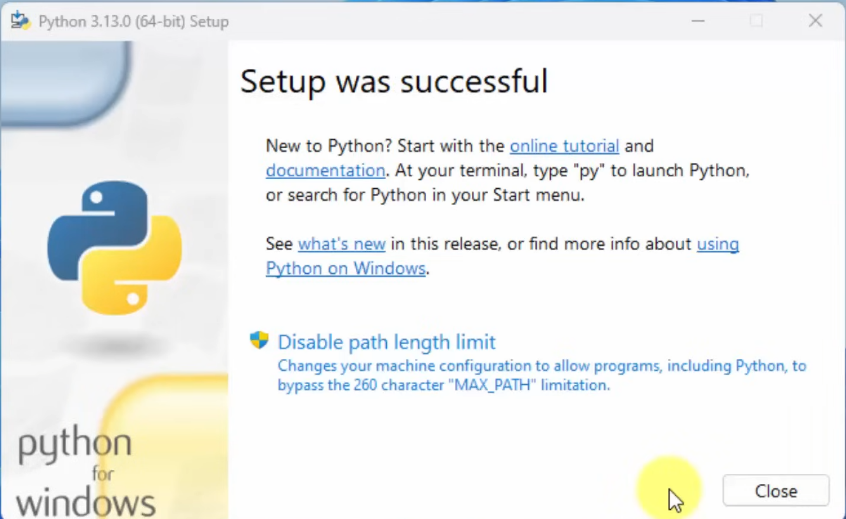 Python 3.13.0 (64-bit) Setup
Setup was successful
New to Python? Start with the online tutorial and
documentation. At your terminal, type "py" to launch Python,
or search for Python in your Start menu.
See what's new in this release, or find more info about using
Python on Windows.
Disable path length limit
Changes your machine configuration to allow programs, including Python, to
bypass the 260 character "MAX_PATH" limitation.
python
for
windows
Close